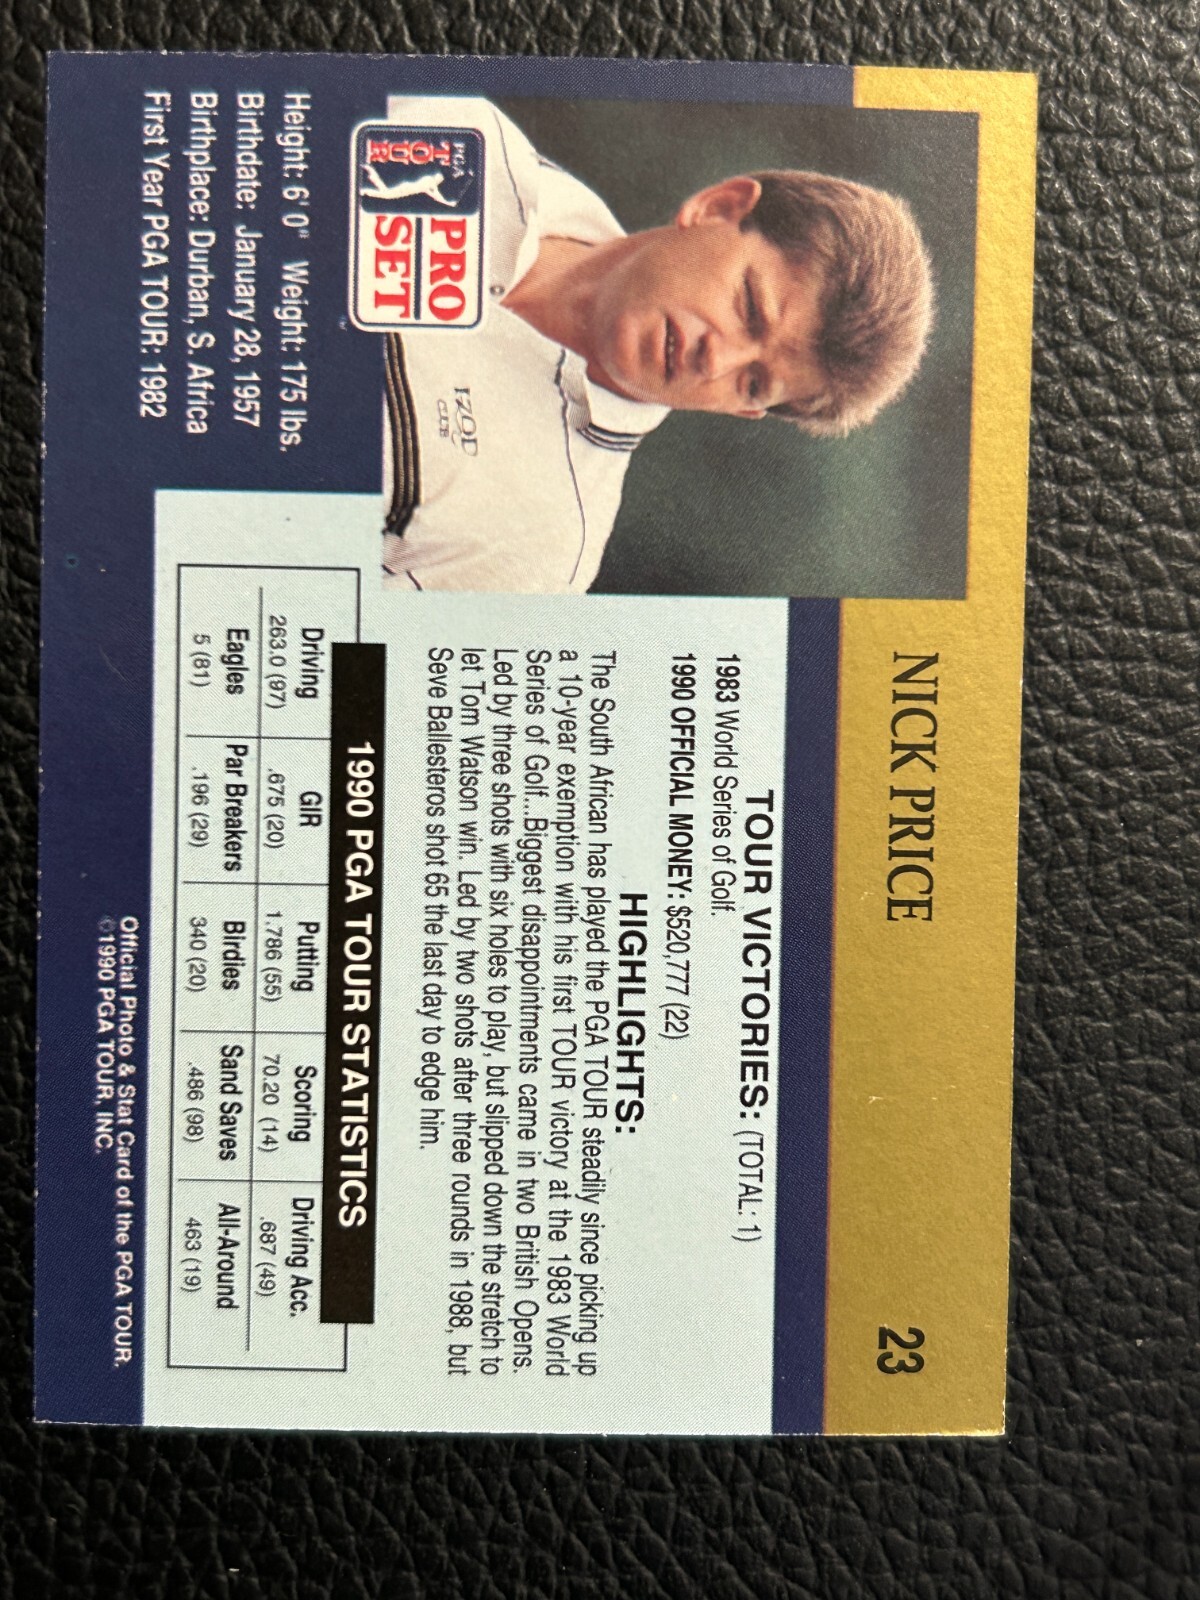 NICK PRICE 23
TOUR VICTORIES: (TOTAL: 1)
1983 World Series of Golf.
1990 OFFICIAL MONEY: $520,777 (22)
HIGHLIGHTS:
The South African has played the PGA TOUR steadily since picking up
a 10-year exemption with his first TOUR victory at the 1983 World
Series of Golf...Biggest disappointments came in two British Opens.
Led by three shots with six holes to play, but slipped down the stretch to
let Tom Watson win. Led by two shots after three rounds in 1988, but
Seve Ballesteros shot 65 the last day to edge him.
IZOD
CLUB
PGA
TOUR
PRO
SET
Height: 6' 0" Weight: 175 lbs.
Birthdate: January 28, 1957
Birthplace: Durban, S. Africa
First Year PGA TOUR: 1982
1990 PGA TOUR STATISTICS
Driving GIR Putting Scoring Driving Acc.
263.0 (97) .675 (20) 1.786 (55) 70.20 (14) .687 (49)
Eagles Par Breakers Birdies Sand Saves All-Around
5 (81) .196 (29) 340 (20) .486 (98) 463 (19)
Official Photo & Stat Card of the PGA TOUR.
©1990 PGA TOUR, INC.